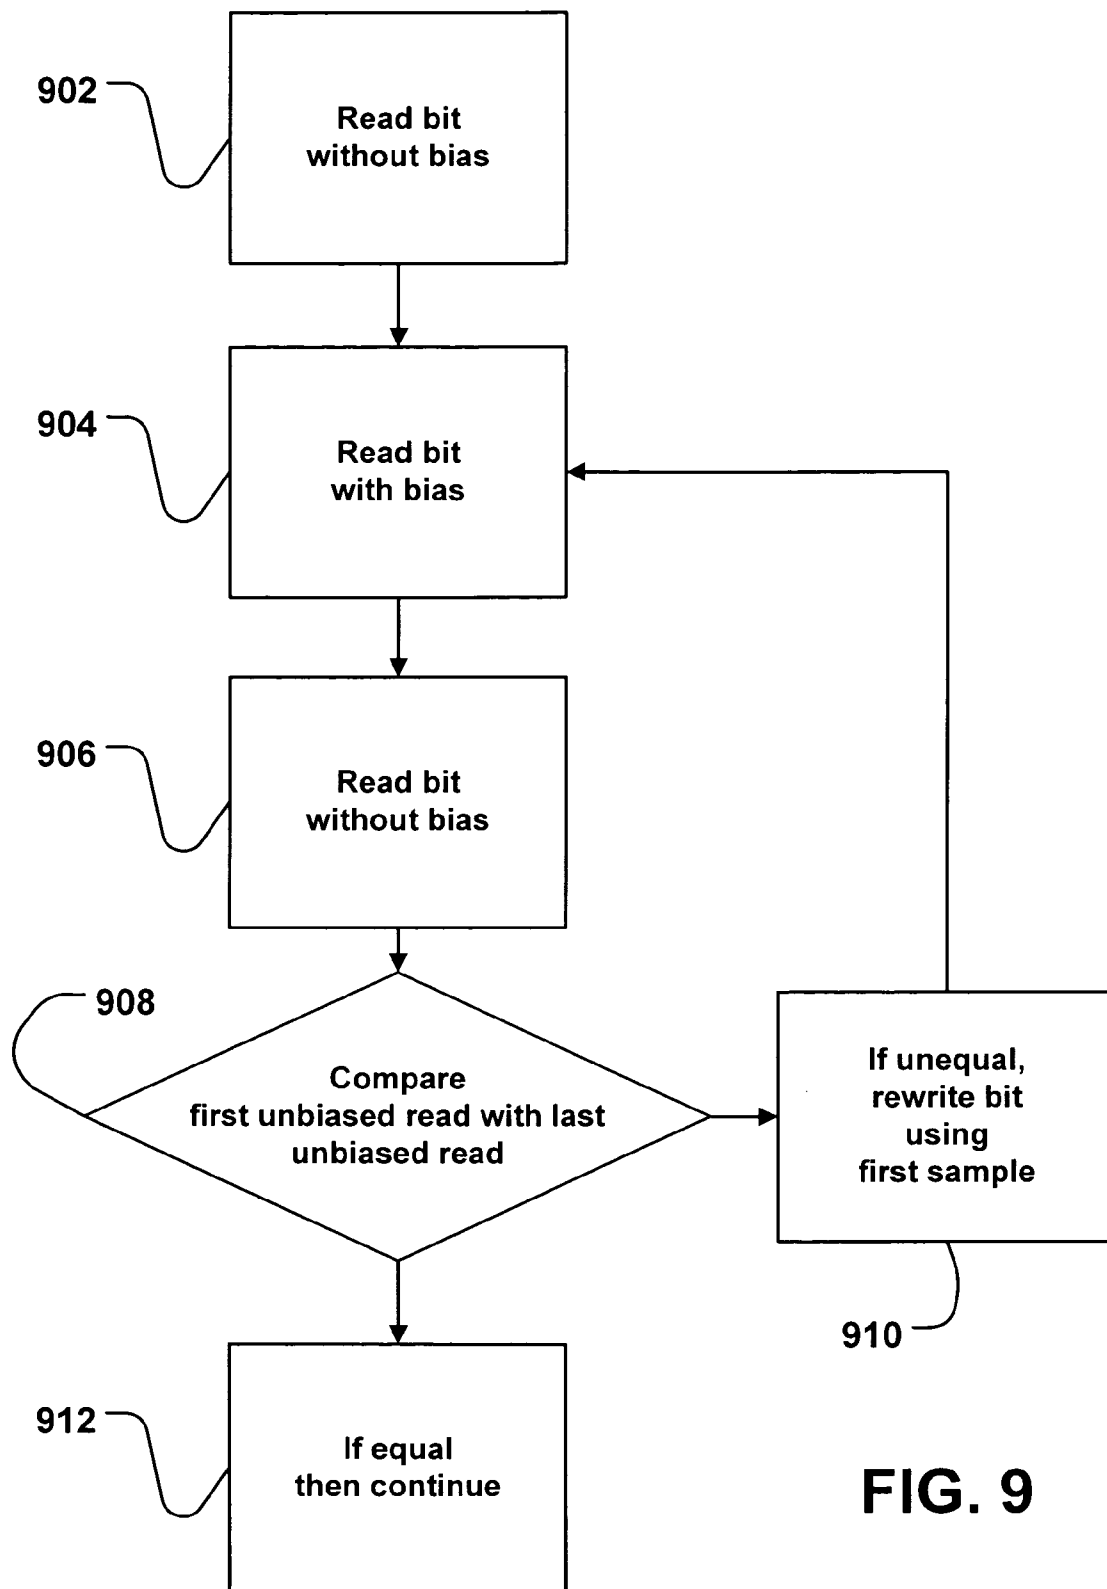 902
Read bit
without bias
904
Read bit
with bias
906
Read bit
without bias
908
Compare
first unbiased read with last
unbiased read
If unequal,
rewrite bit
using
first sample
910
912
If equal
then continue
FIG. 9